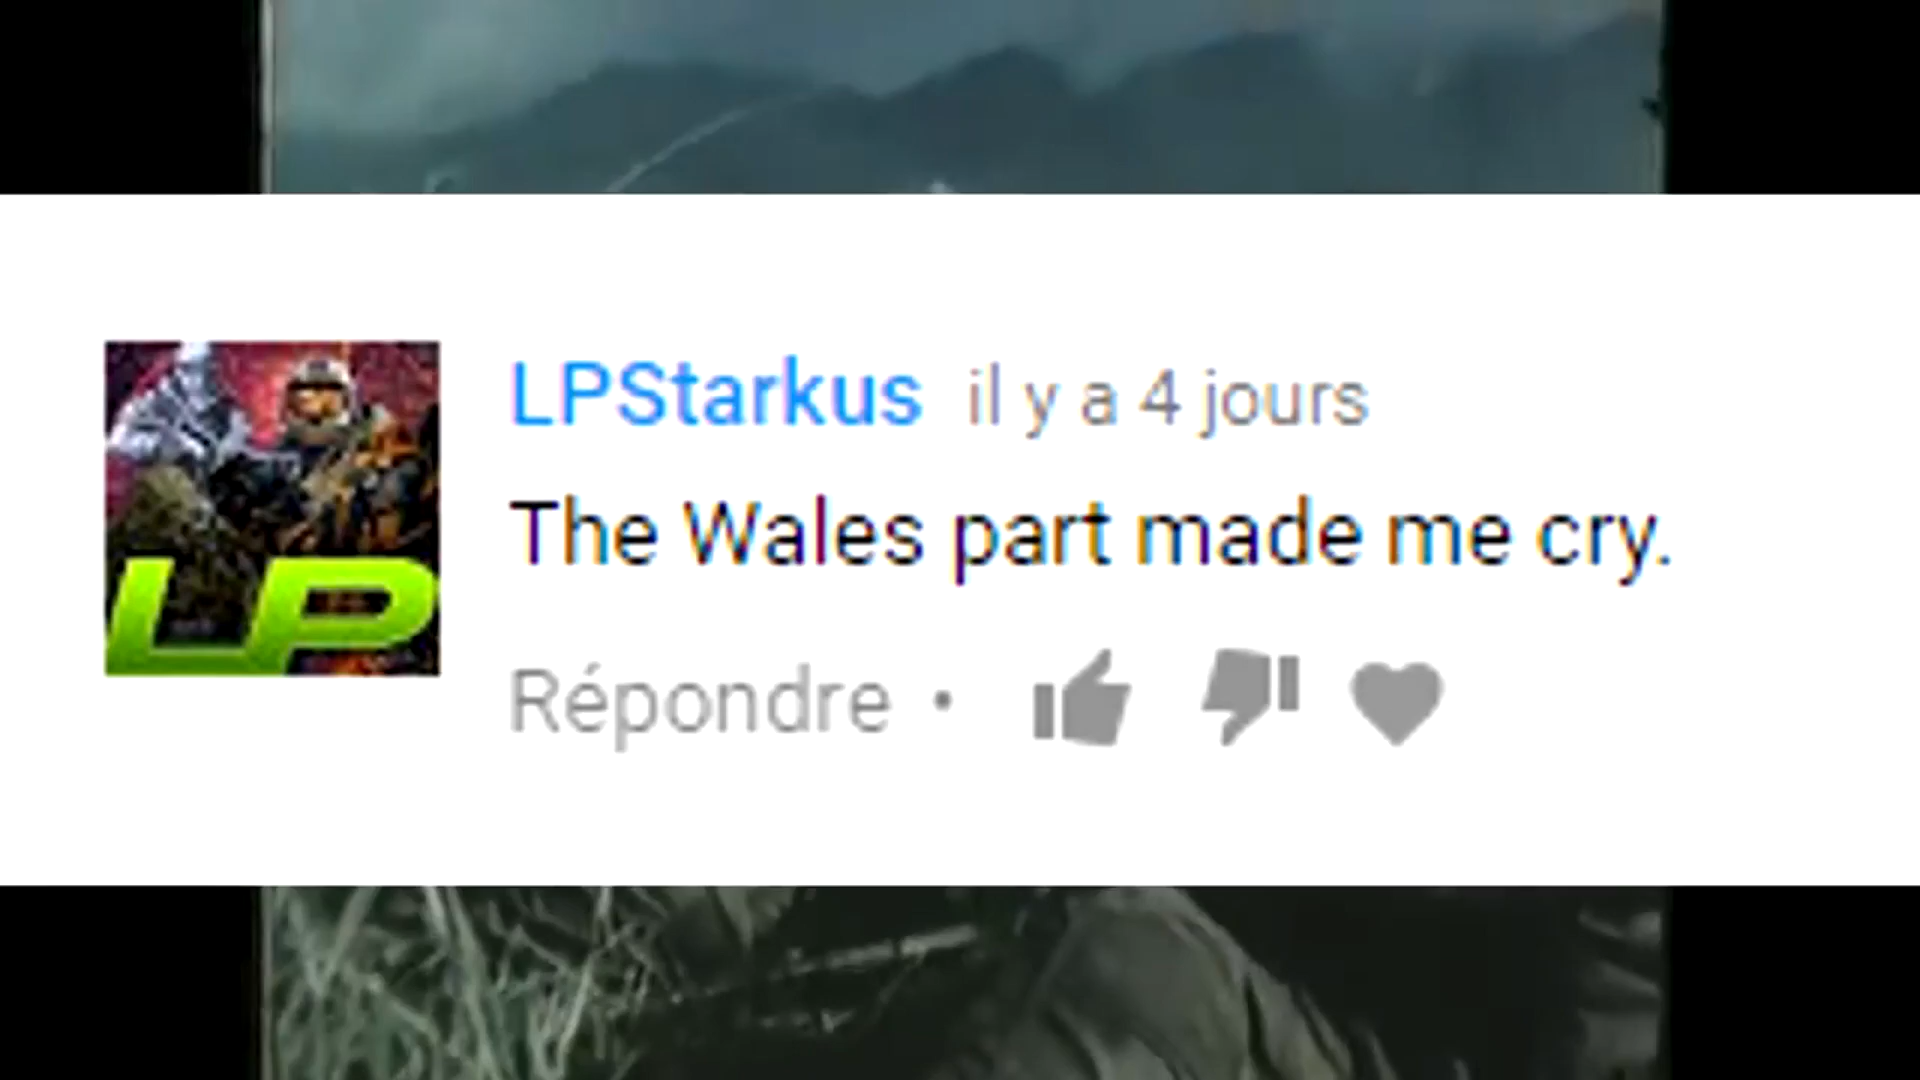 LPStarkus il y a 4 jours
The Wales part made me cry.
LP
Répondre •